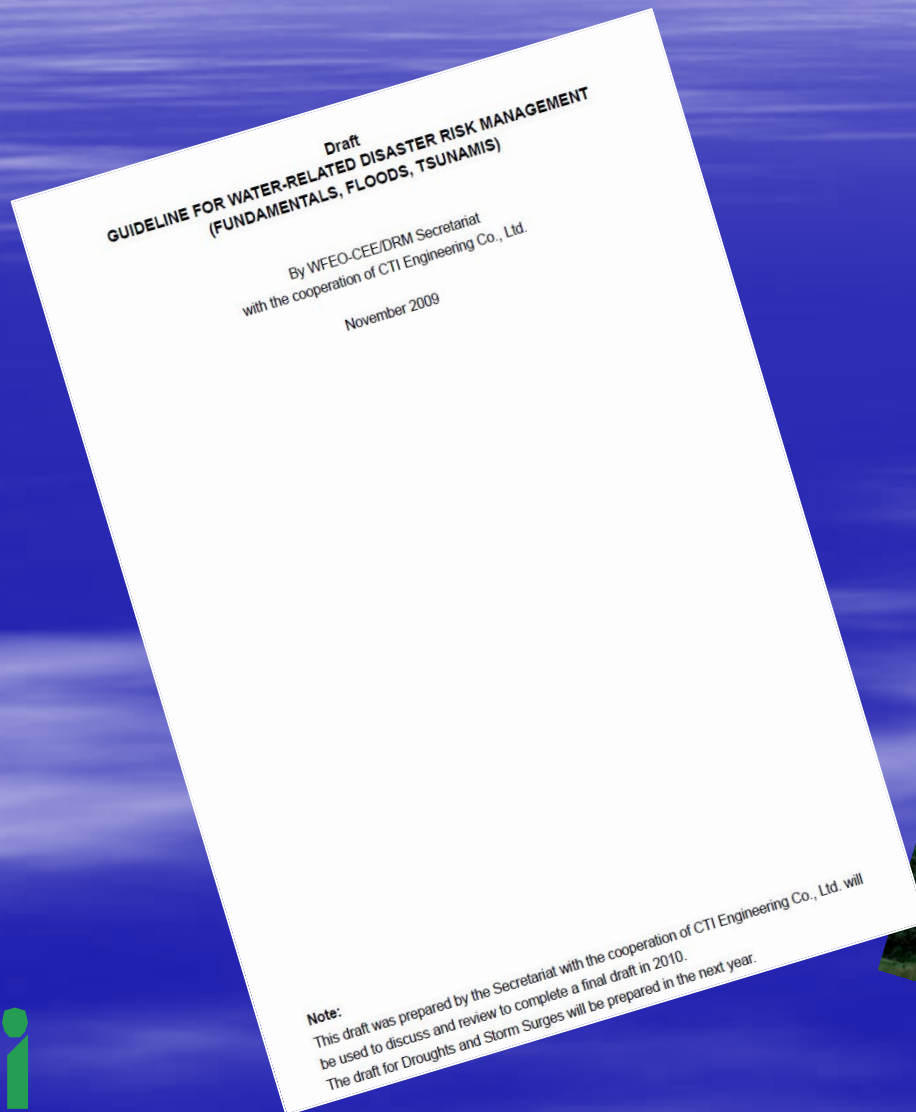 Draft
GUIDELINE FOR WATER-RELATED DISASTER RISK MANAGEMENT
(FUNDAMENTALS, FLOODS, TSUNAMIS)
By WFEO-CEE/DRM Secretariat
with the cooperation of CTI Engineering Co., Ltd.
November 2009
Note:
This draft was prepared by the Secretariat with the cooperation of CTI Engineering Co., Ltd. will
be used to discuss and review to complete a final draft in 2010.
The draft for Droughts and Storm Surges will be prepared in the next year.